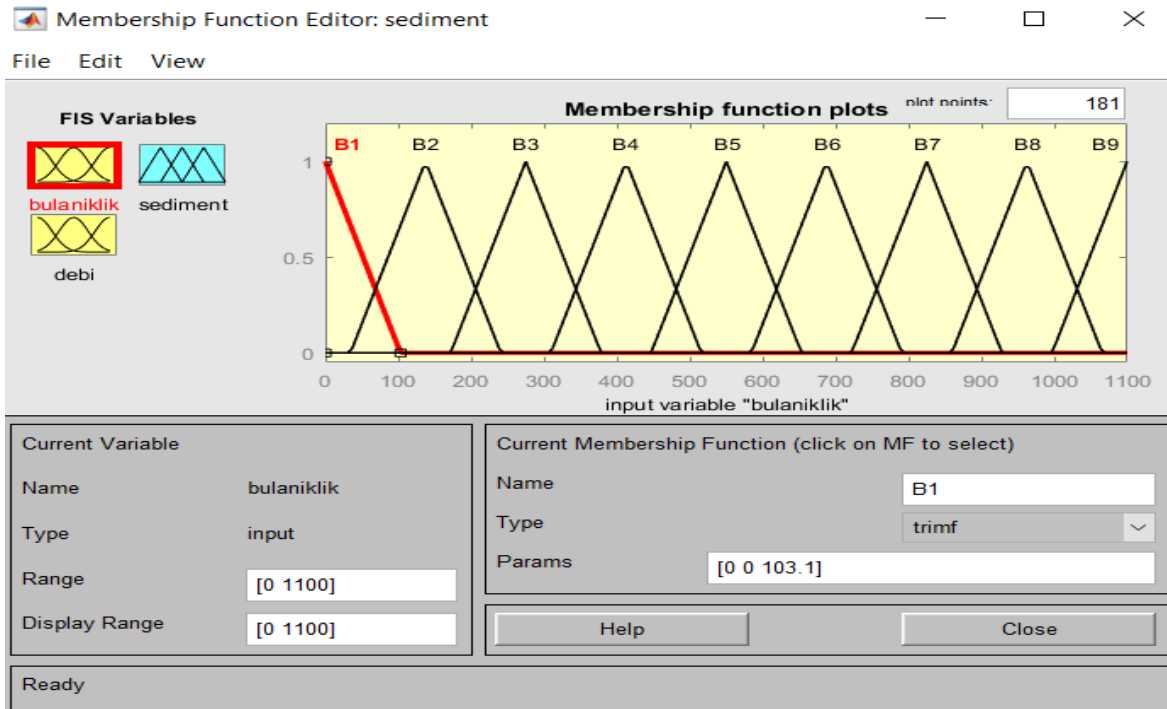 Membership Function Editor: sediment
File Edit View
FIS Variables
bulaniklik sediment
debi
Membership function plots plot points: 181
B1 B2 B3 B4 B5 B6 B7 B8 B9
1
0.5
0
0 100 200 300 400 500 600 700 800 900 1000 1100
input variable "bulaniklik"
Current Variable
Name bulaniklik
Type input
Range [0 1100]
Display Range [0 1100]
Current Membership Function (click on MF to select)
Name B1
Type trimf
Params [0 0 103.1]
Help Close
Ready